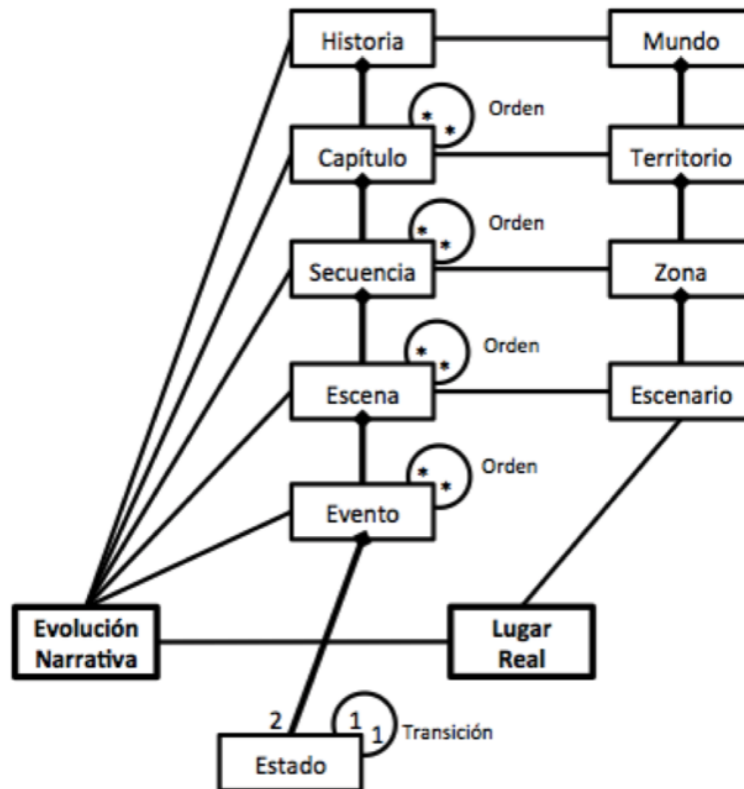 Historia
Mundo
* * Orden
Capítulo
Territorio
* * Orden
Secuencia
Zona
* * Orden
Escena
Escenario
* * Orden
Evento
Evolución
Narrativa
Lugar
Real
2
1 1 Transición
Estado